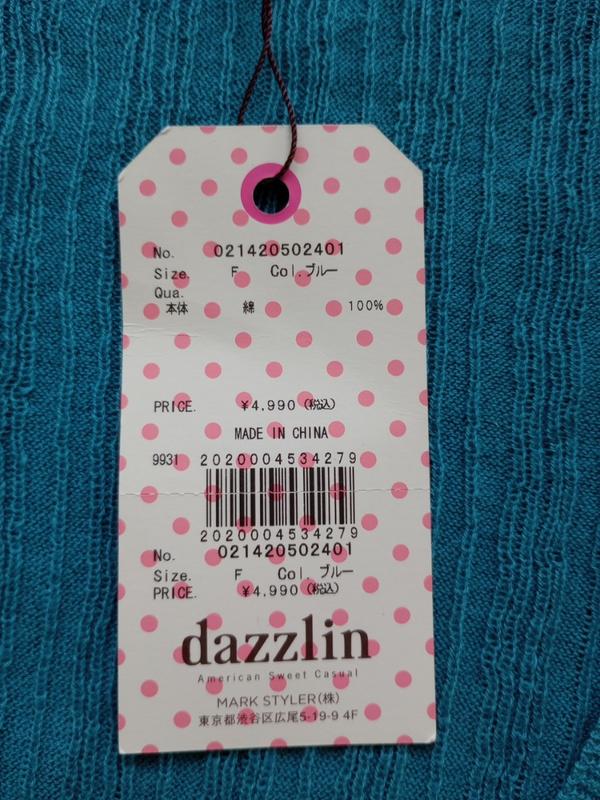 No. 021420502401
Size. F Col.ブルー
Qua.
本体 綿 100%
PRICE. ¥4.990(税込)
MADE IN CHINA
9931 2020004534279
2020004534279
No. 021420502401
Size. F Col.ブルー
PRICE. ¥4.990(税込)
dazzlin
American Sweet Casual
MARK STYLER(株)
東京都渋谷区広尾5-19-9 4F